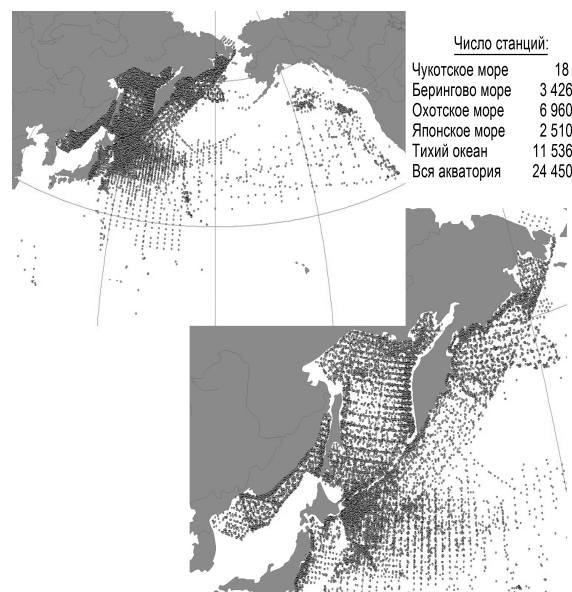 Число станций:
Чукотское море 18
Берингово море 3 426
Охотское море 6 960
Японское море 2 510
Тихий океан 11 536
Вся акватория 24 450